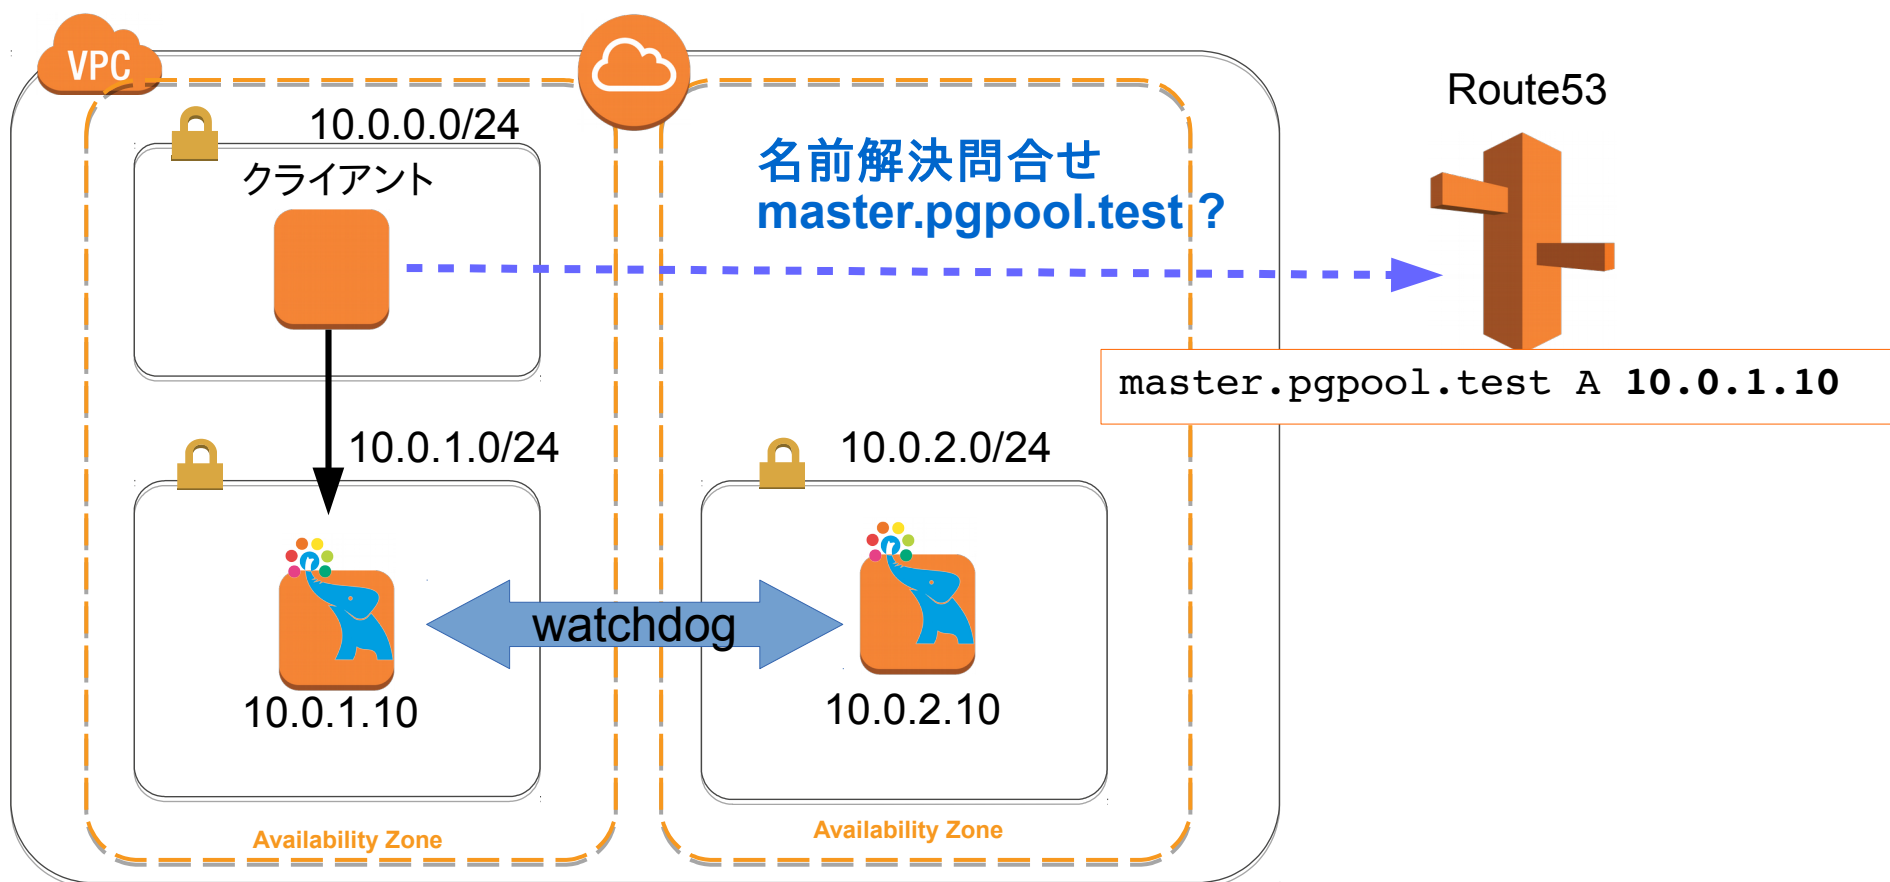 VPC
Route53
10.0.0.0/24
クライアント
名前解決問合せ
master.pgpool.test ?
master.pgpool.test A 10.0.1.10
10.0.1.0/24
10.0.2.0/24
watchdog
10.0.1.10
10.0.2.10
Availability Zone
Availability Zone